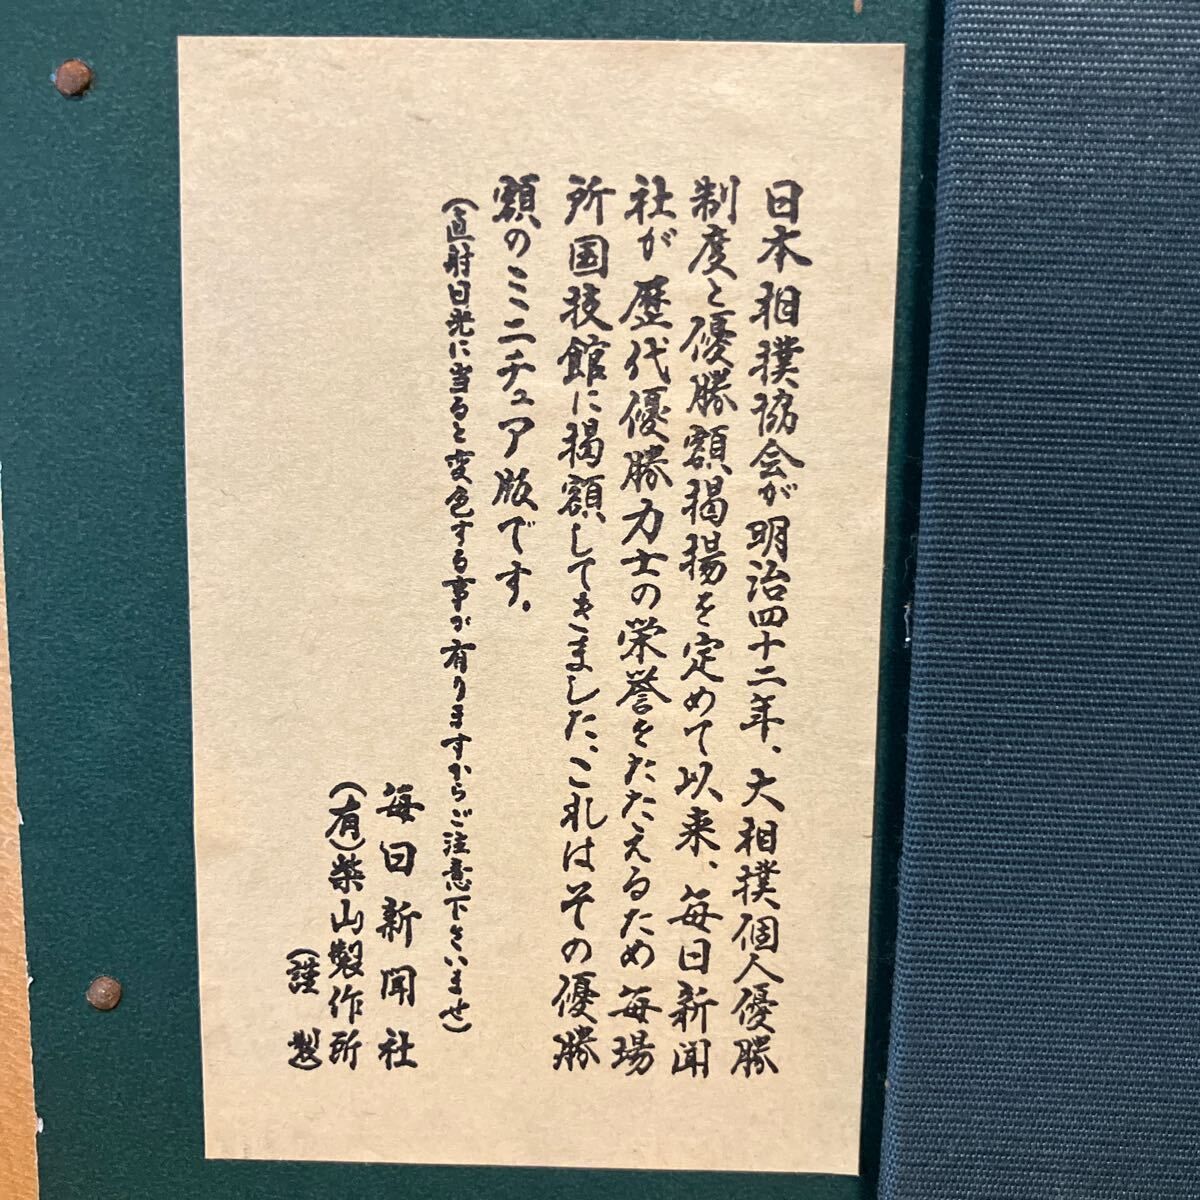 日本相撲協会が明治四十二年、大相撲個人優勝
制度と優勝額掲揚を定めて以来、毎日新聞
社が歴代優勝力士の栄誉をたたえるため毎場
所国技館に掲額してきました、これはその優勝
額のミニチュア版です。
(直射日光に当ると変色する事が有りますからご注意下さいませ)
毎日新聞社
(有)柴山製作所
(謹製)